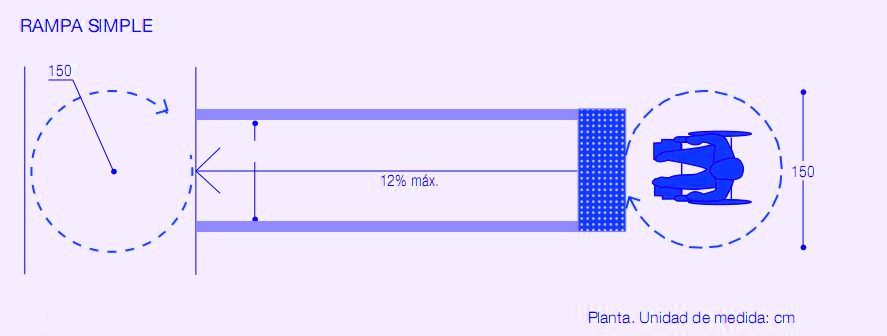 RAMPA SIMPLE
150
12% máx.
150
Planta. Unidad de medida: cm